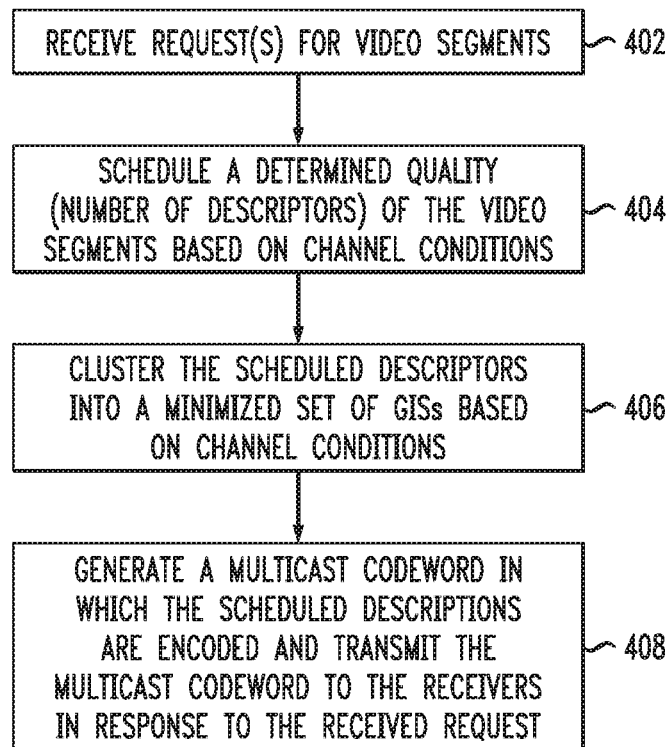 RECEIVE REQUEST(S) FOR VIDEO SEGMENTS 402
SCHEDULE A DETERMINED QUALITY
(NUMBER OF DESCRIPTORS) OF THE VIDEO 404
SEGMENTS BASED ON CHANNEL CONDITIONS
CLUSTER THE SCHEDULED DESCRIPTORS
INTO A MINIMIZED SET OF GISs BASED 406
ON CHANNEL CONDITIONS
GENERATE A MULTICAST CODEWORD IN
WHICH THE SCHEDULED DESCRIPTIONS
ARE ENCODED AND TRANSMIT THE 408
MULTICAST CODEWORD TO THE RECEIVERS
IN RESPONSE TO THE RECEIVED REQUEST